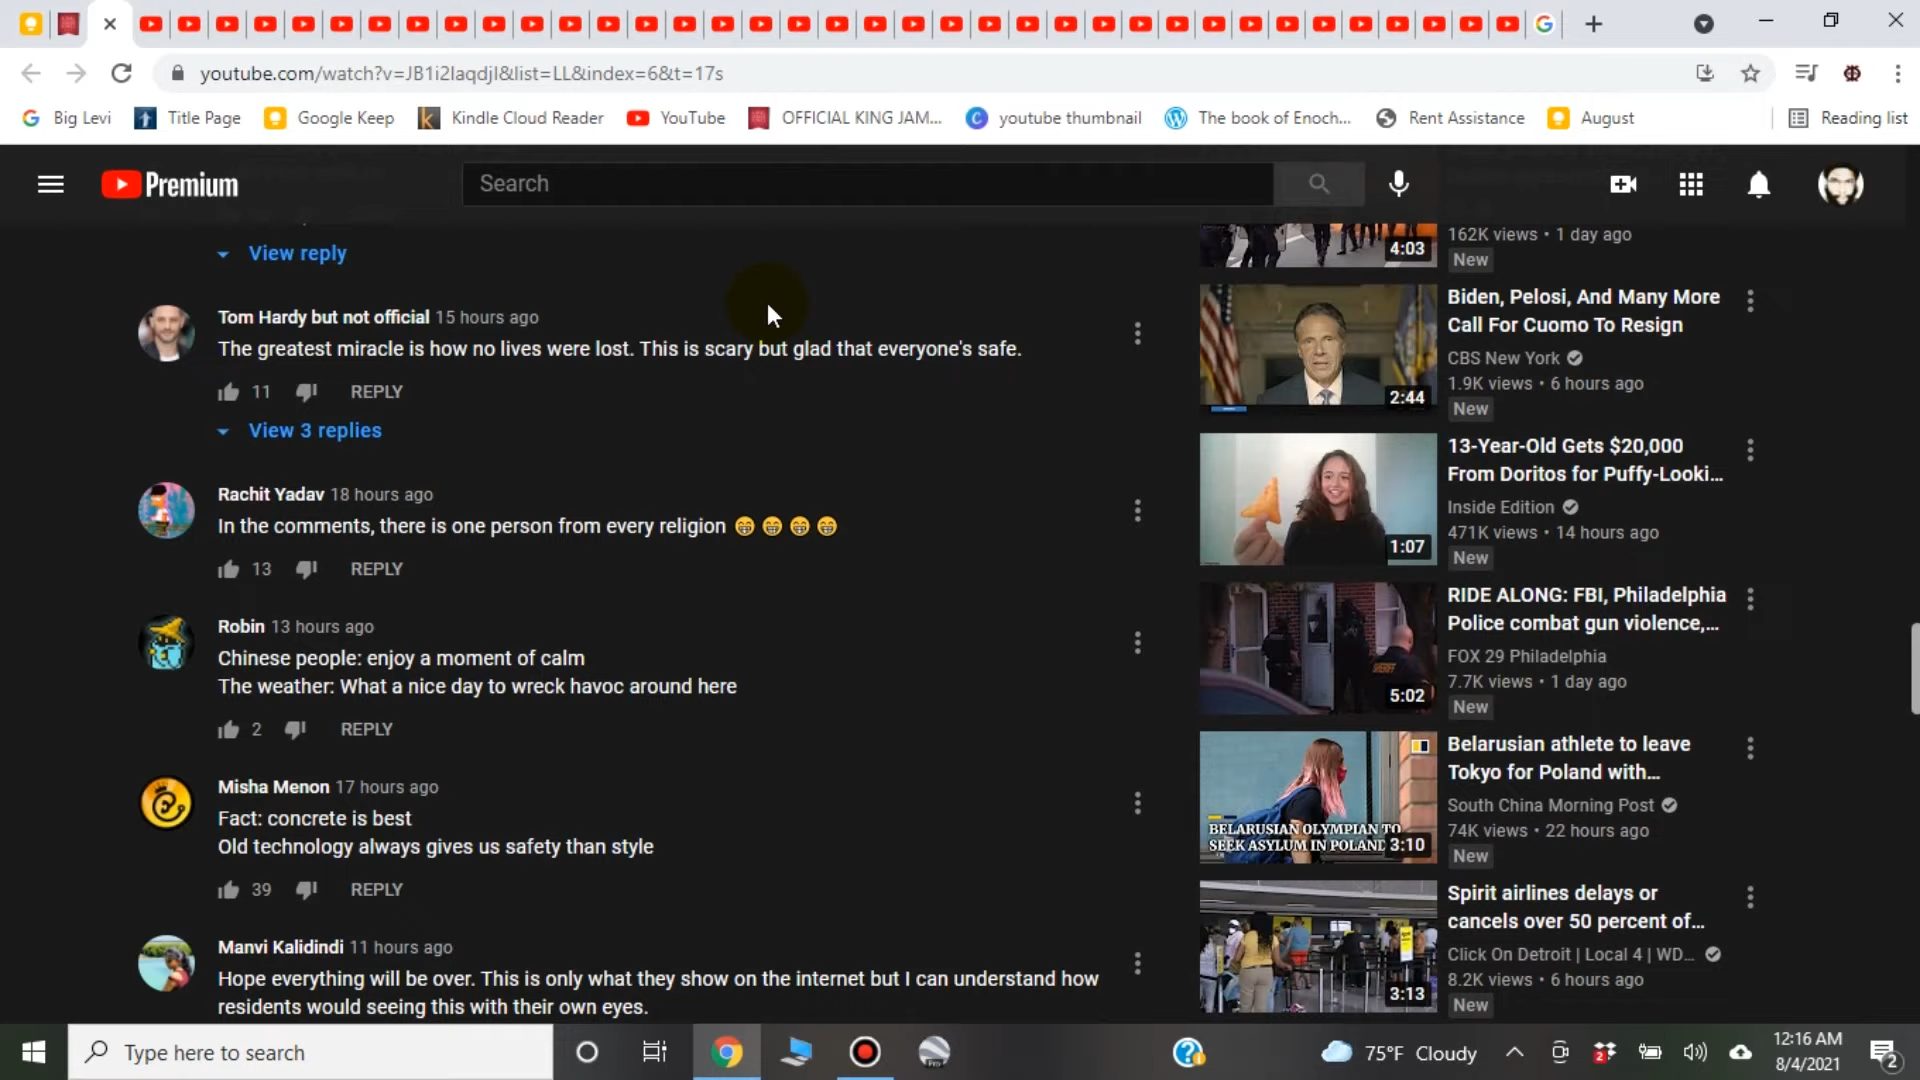 youtube.com/watch?v=JB1i2IaqdjI&list=LL&index=6&t=17s
Big Levi
Title Page
Google Keep
Kindle Cloud Reader
YouTube
OFFICIAL KING JAM...
youtube thumbnail
The book of Enoch...
Rent Assistance
August
Reading list
Premium
Search
View reply
Tom Hardy but not official 15 hours ago
The greatest miracle is how no lives were lost. This is scary but glad that everyone's safe.
11 REPLY
View 3 replies
Rachit Yadav 18 hours ago
In the comments, there is one person from every religion 😁 😁 😁 😁
13 REPLY
Robin 13 hours ago
Chinese people: enjoy a moment of calm
The weather: What a nice day to wreck havoc around here
2 REPLY
Misha Menon 17 hours ago
Fact: concrete is best
Old technology always gives us safety than style
39 REPLY
Manvi Kalidindi 11 hours ago
Hope everything will be over. This is only what they show on the internet but I can understand how
residents would seeing this with their own eyes.
4:03
162K views • 1 day ago
New
2:44
Biden, Pelosi, And Many More
Call For Cuomo To Resign
CBS New York
1.9K views • 6 hours ago
New
1:07
13-Year-Old Gets $20,000
From Doritos for Puffy-Looki...
Inside Edition
471K views • 14 hours ago
New
SHERIFF
5:02
RIDE ALONG: FBI, Philadelphia
Police combat gun violence,...
FOX 29 Philadelphia
7.7K views • 1 day ago
New
BELARUSIAN OLYMPIAN TO
SEEK ASYLUM IN POLAND
3:10
Belarusian athlete to leave
Tokyo for Poland with...
South China Morning Post
74K views • 22 hours ago
New
3:13
Spirit airlines delays or
cancels over 50 percent of...
Click On Detroit | Local 4 | WD...
8.2K views • 6 hours ago
New
Type here to search
75°F Cloudy
12:16 AM
8/4/2021
2